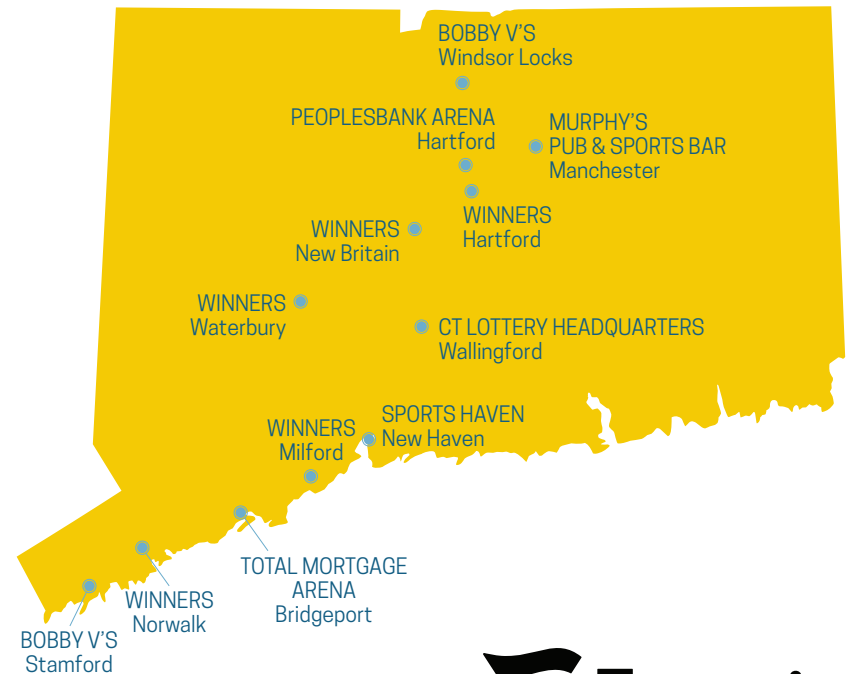 BOBBY V'S
Windsor Locks
PEOPLESBANK ARENA
Hartford
MURPHY'S
PUB & SPORTS BAR
Manchester
WINNERS
Hartford
WINNERS
New Britain
WINNERS
Waterbury
CT LOTTERY HEADQUARTERS
Wallingford
SPORTS HAVEN
New Haven
WINNERS
Milford
TOTAL MORTGAGE
ARENA
Bridgeport
WINNERS
Norwalk
BOBBY V'S
Stamford